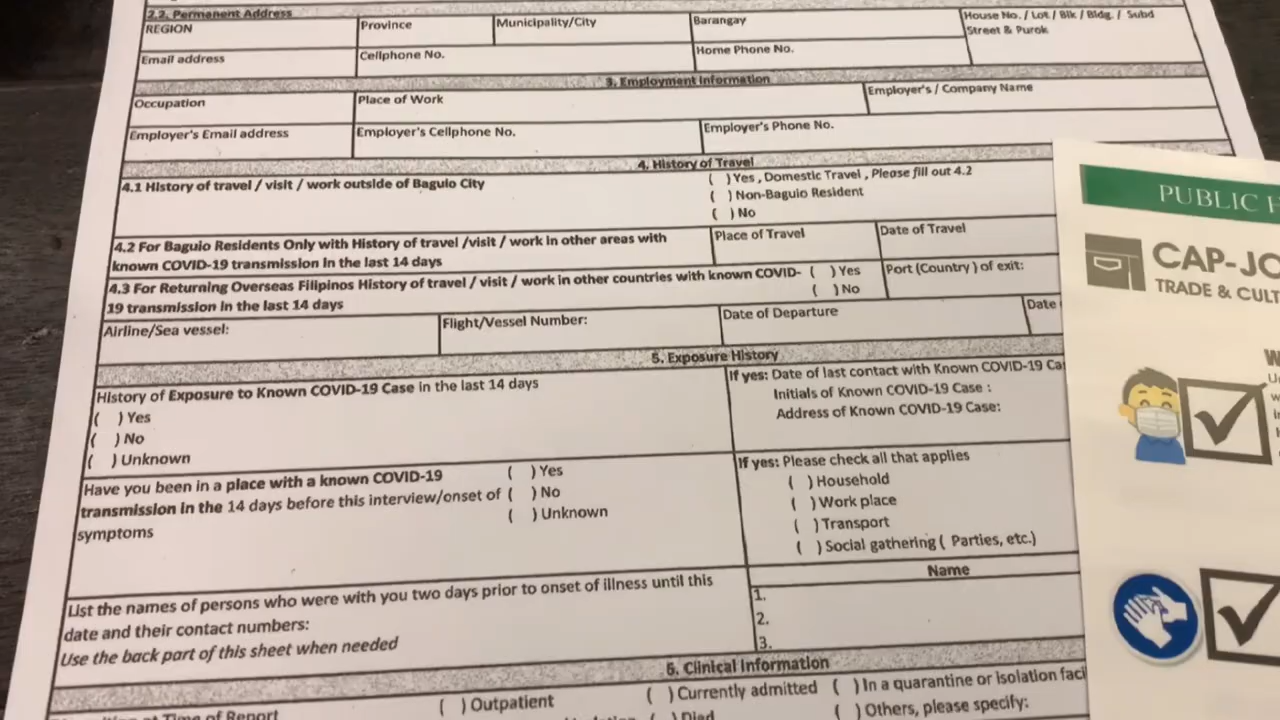 2.2. Permanent Address
REGION
Province
Municipality/City
Barangay
House No. / Lot / Blk / Bldg. / Subd
Street & Purok
Email address
Cellphone No.
Home Phone No.
3. Employment Information
Occupation
Place of Work
Employer's / Company Name
Employer's Email address
Employer's Cellphone No.
Employer's Phone No.
4. History of Travel
4.1 History of travel / visit / work outside of Baguio City
( ) Yes , Domestic Travel , Please fill out 4.2
( ) Non-Baguio Resident
( ) No
4.2 For Baguio Residents Only with History of travel /visit / work in other areas with
known COVID-19 transmission in the last 14 days
Place of Travel
Date of Travel
4.3 For Returning Overseas Filipinos History of travel / visit / work in other countries with known COVID-
19 transmission in the last 14 days
( ) Yes
( ) No
Port (Country ) of exit:
Airline/Sea vessel:
Flight/Vessel Number:
Date of Departure
Date
5. Exposure History
History of Exposure to Known COVID-19 Case in the last 14 days
( ) Yes
( ) No
( ) Unknown
If yes: Date of last contact with Known COVID-19 Ca
Initials of Known COVID-19 Case :
Address of Known COVID-19 Case:
Have you been in a place with a known COVID-19
transmission in the 14 days before this interview/onset of
symptoms
( ) Yes
( ) No
( ) Unknown
If yes: Please check all that applies
( ) Household
( ) Work place
( ) Transport
( ) Social gathering ( Parties, etc.)
List the names of persons who were with you two days prior to onset of illness until this
date and their contact numbers:
Use the back part of this sheet when needed
Name
1.
2.
3.
6. Clinical Information
at Time of Report
( ) Outpatient
( ) Currently admitted
( ) Died
( ) In a quarantine or isolation faci
( ) Others, please specify:
PUBLIC
CAP-JO
TRADE & CULT